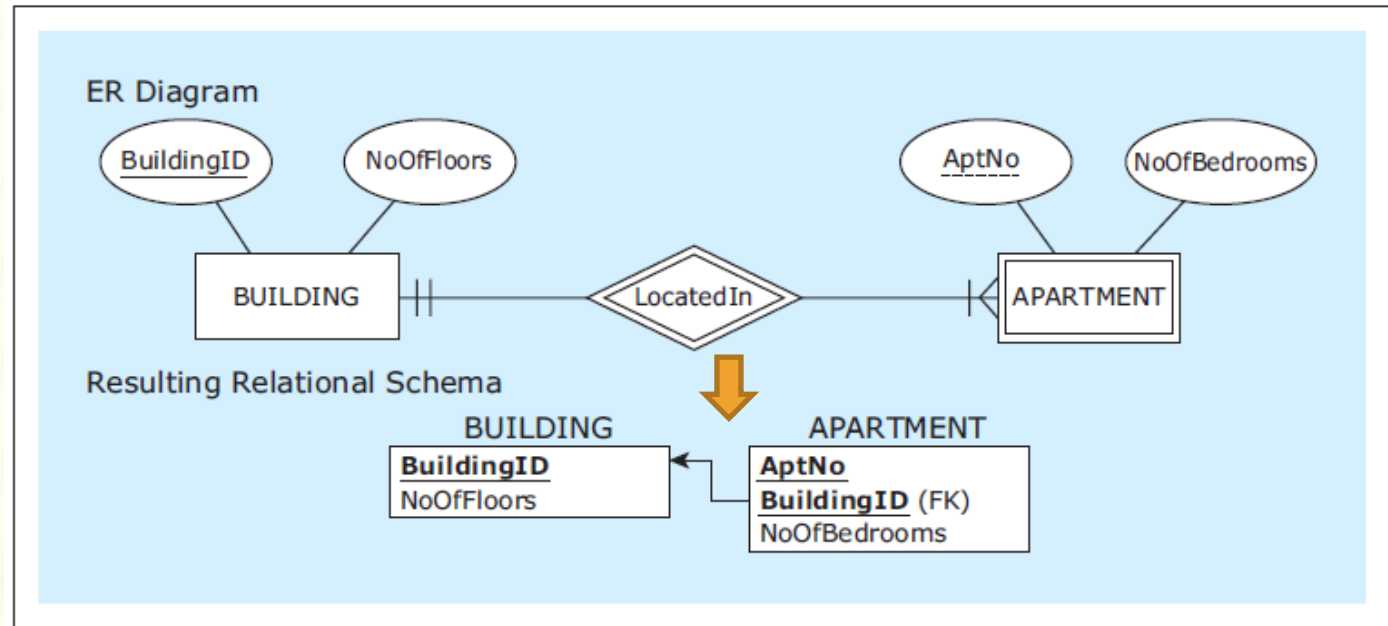 ER Diagram
BuildingID
NoOfFloors
AptNo
NoOfBedrooms
BUILDING
LocatedIn
APARTMENT
Resulting Relational Schema
BUILDING
BuildingID
NoOfFloors
APARTMENT
AptNo
BuildingID (FK)
NoOfBedrooms